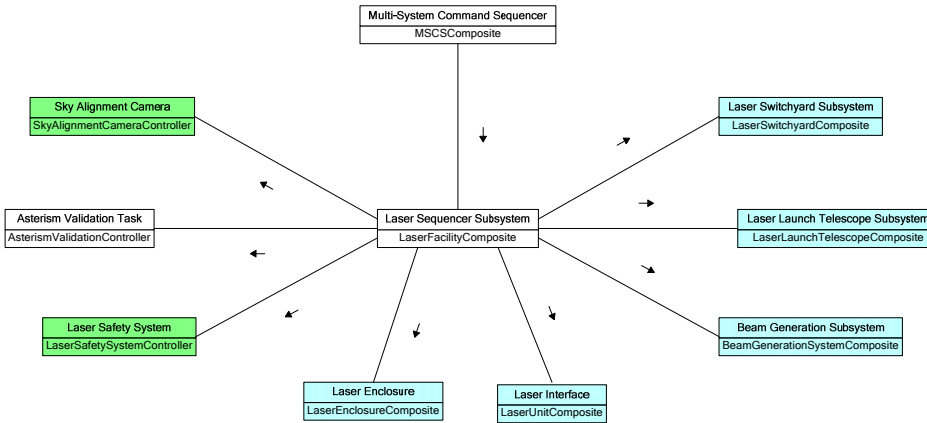 Multi-System Command Sequencer
MSCSComposite
Sky Alignment Camera
SkyAlignmentCameraController
Laser Switchyard Subsystem
LaserSwitchyardComposite
Asterism Validation Task
AsterismValidationController
Laser Sequencer Subsystem
LaserFacilityComposite
Laser Launch Telescope Subsystem
LaserLaunchTelescopeComposite
Laser Safety System
LaserSafetySystemController
Beam Generation Subsystem
BeamGenerationSystemComposite
Laser Enclosure
LaserEnclosureComposite
Laser Interface
LaserUnitComposite